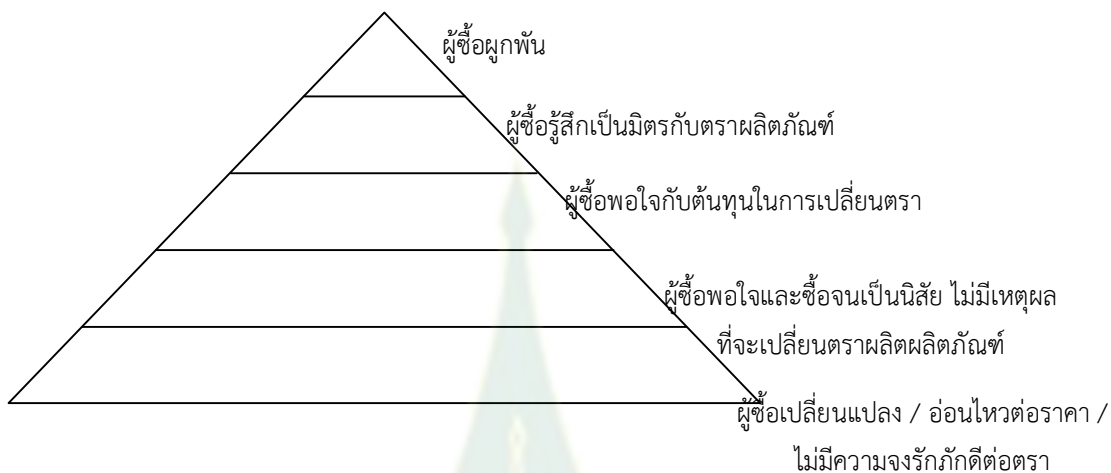 ผู้ซื้อผูกพัน
ผู้ซื้อรู้สึกเป็นมิตรกับตราผลิตภัณฑ์
ผู้ซื้อพอใจกับต้นทุนในการเปลี่ยนตรา
ผู้ซื้อพอใจและซื้อจนเป็นนิสัย ไม่มีเหตุผล
ที่จะเปลี่ยนตราผลิตผลิตภัณฑ์
ผู้ซื้อเปลี่ยนแปลง / อ่อนไหวต่อราคา /
ไม่มีความจงรักภักดีต่อตรา